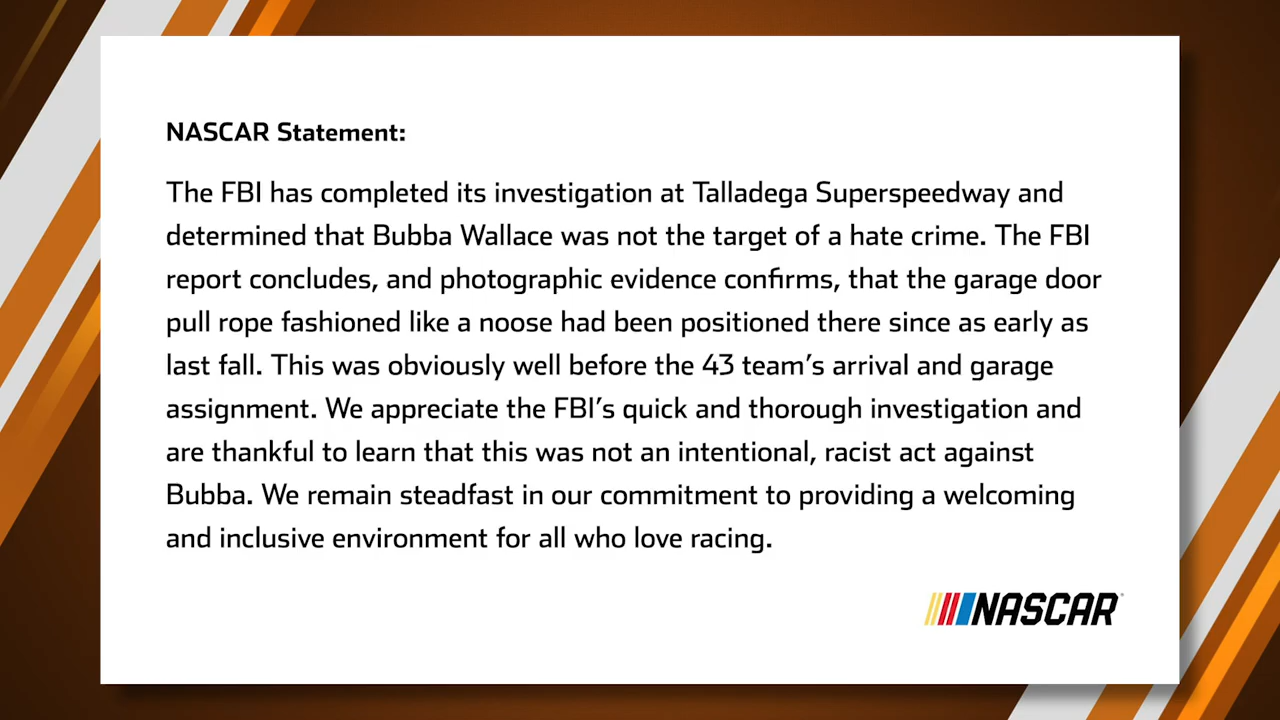 NASCAR Statement:
The FBI has completed its investigation at Talladega Superspeedway and
determined that Bubba Wallace was not the target of a hate crime. The FBI
report concludes, and photographic evidence confirms, that the garage door
pull rope fashioned like a noose had been positioned there since as early as
last fall. This was obviously well before the 43 team’s arrival and garage
assignment. We appreciate the FBI’s quick and thorough investigation and
are thankful to learn that this was not an intentional, racist act against
Bubba. We remain steadfast in our commitment to providing a welcoming
and inclusive environment for all who love racing.
NASCAR